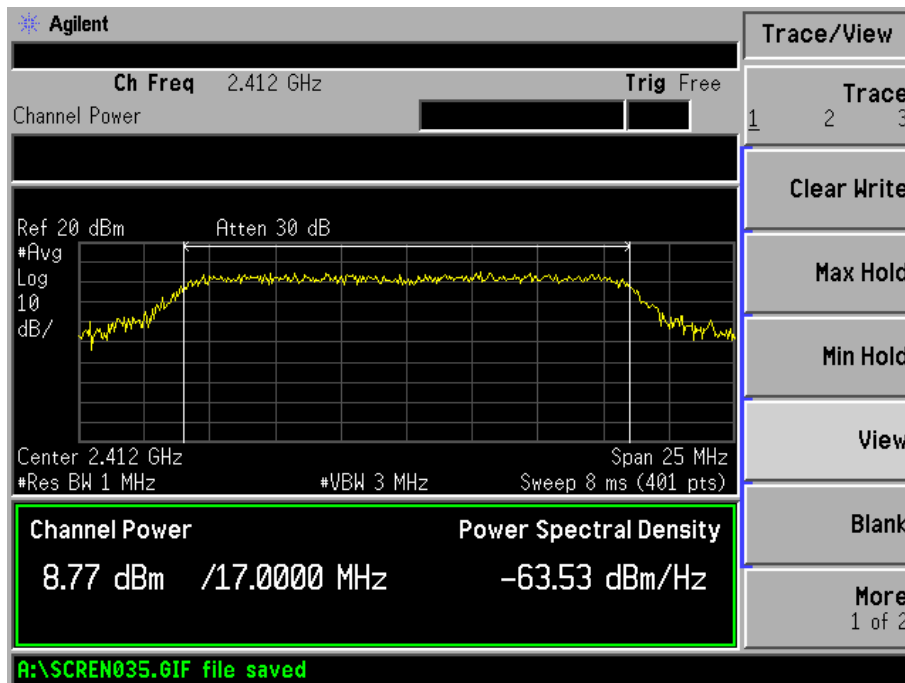 Agilent
Trace/View
Ch Freq 2.412 GHz Trig Free
Channel Power
Trace
1 2 3
Clear Write
Max Hold
Min Hold
View
Blank
More
1 of 2
Ref 20 dBm Atten 30 dB
#Avg
Log
10
dB/
Center 2.412 GHz Span 25 MHz
#Res BW 1 MHz #VBW 3 MHz Sweep 8 ms (401 pts)
Channel Power Power Spectral Density
8.77 dBm /17.0000 MHz -63.53 dBm/Hz
A:\SCREN035.GIF file saved